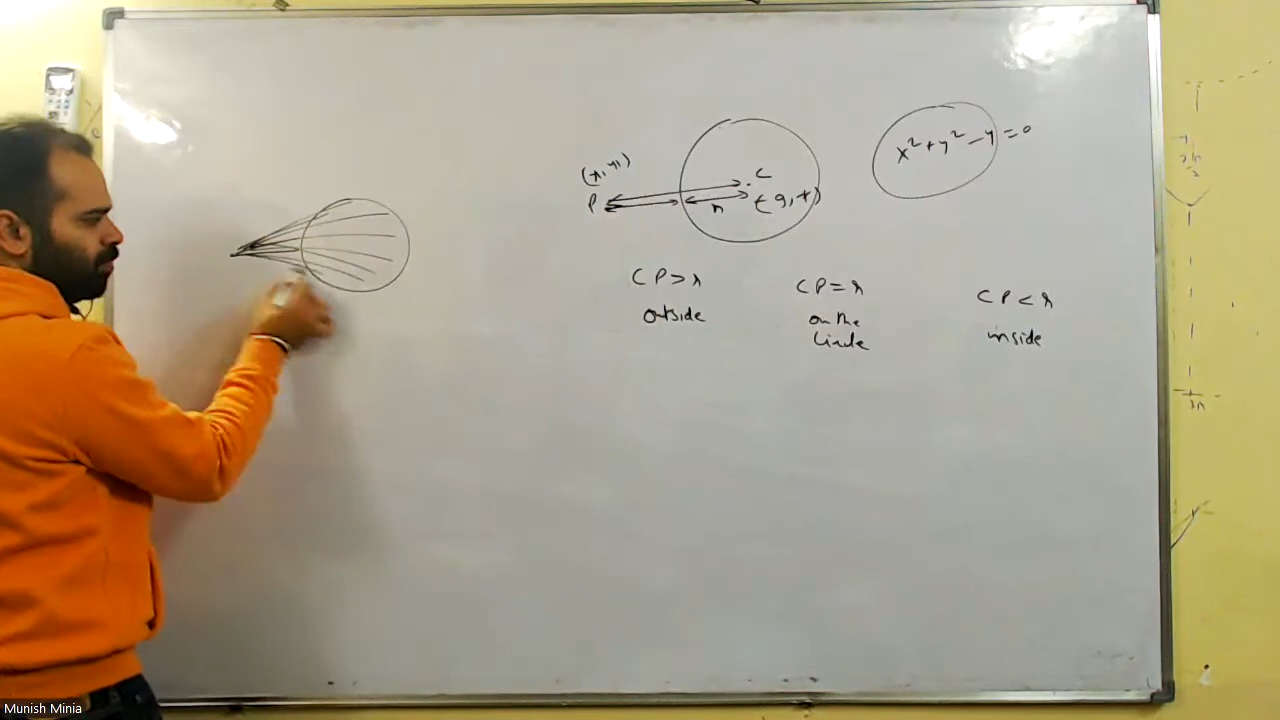 x²+y²-4=0
(x₁, y₁)
P
C
(-g, -f)
r
CP>r
outside
CP=r
on the
Circle
CP<r
inside
Munish Minia